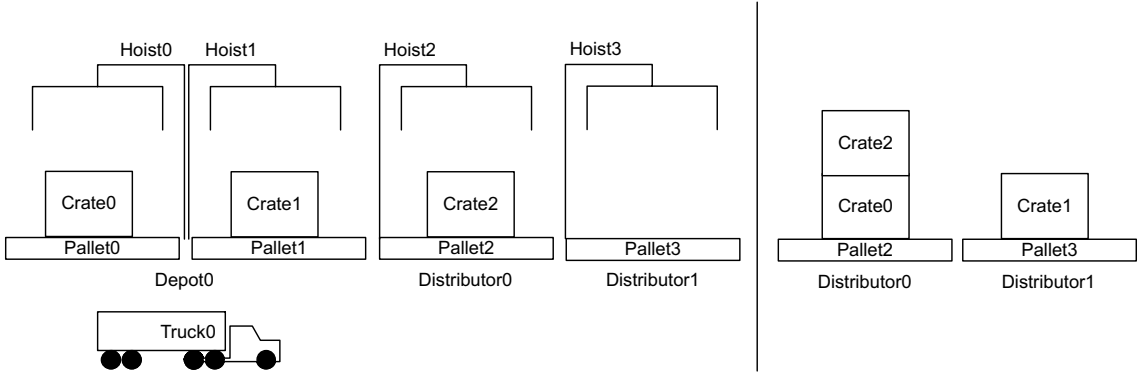 Hoist0 Hoist1 Hoist2 Hoist3
Crate2
Crate0 Crate1 Crate2 Crate0 Crate1
Pallet0 Pallet1 Pallet2 Pallet3 Pallet2 Pallet3
Depot0 Distributor0 Distributor1 Distributor0 Distributor1
Truck0